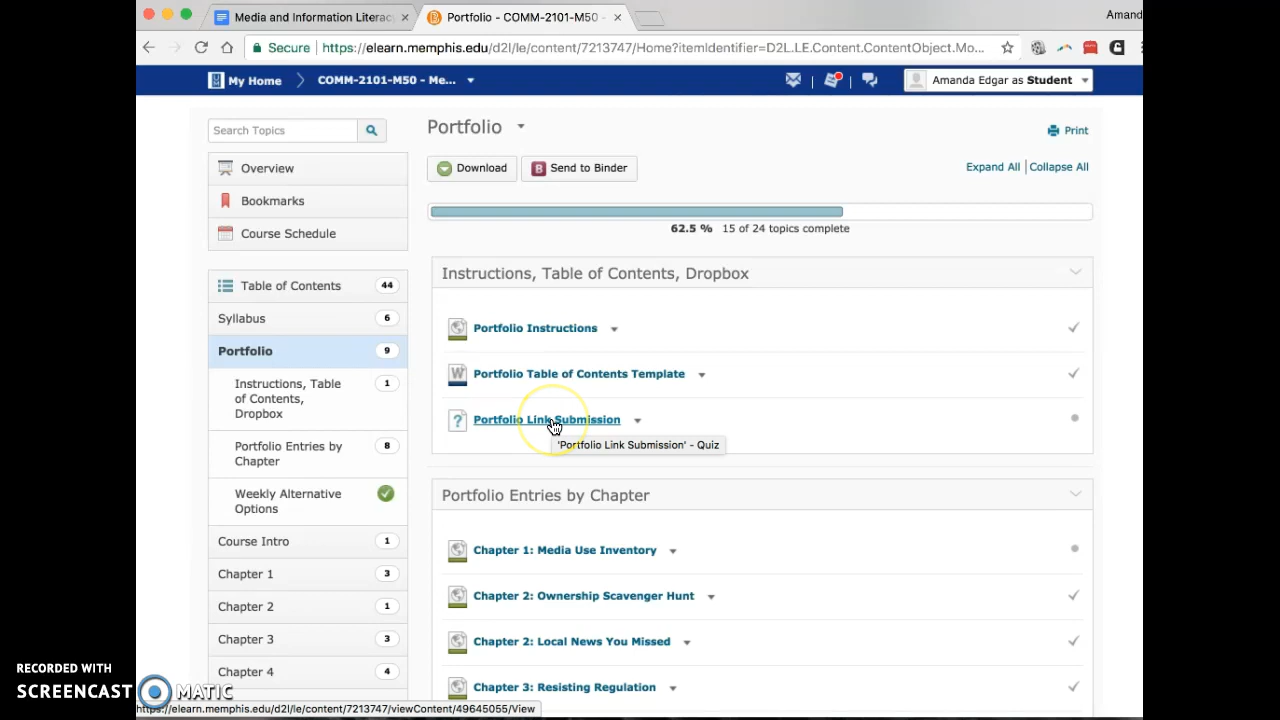 Media and Information Literac
Portfolio - COMM-2101-M50 -
Amand
Secure
https://elearn.memphis.edu/d2l/le/content/7213747/Home?itemIdentifier=D2L.LE.Content.ContentObject.Mo...
My Home
COMM-2101-M50 - Me...
Amanda Edgar as Student
Search Topics
Overview
Bookmarks
Course Schedule
Table of Contents 44
Syllabus 6
Portfolio 9
Instructions, Table 1
of Contents,
Dropbox
Portfolio Entries by 8
Chapter
Weekly Alternative
Options
Course Intro 1
Chapter 1 3
Chapter 2 1
Chapter 3 3
Chapter 4 4
Portfolio
Print
Download
B Send to Binder
Expand All | Collapse All
62.5 % 15 of 24 topics complete
Instructions, Table of Contents, Dropbox
Portfolio Instructions
W Portfolio Table of Contents Template
? Portfolio Link Submission
'Portfolio Link Submission' - Quiz
Portfolio Entries by Chapter
Chapter 1: Media Use Inventory
Chapter 2: Ownership Scavenger Hunt
Chapter 2: Local News You Missed
Chapter 3: Resisting Regulation
RECORDED WITH
SCREENCAST MATIC
https://elearn.memphis.edu/d2l/le/content/7213747/viewContent/49645055/View